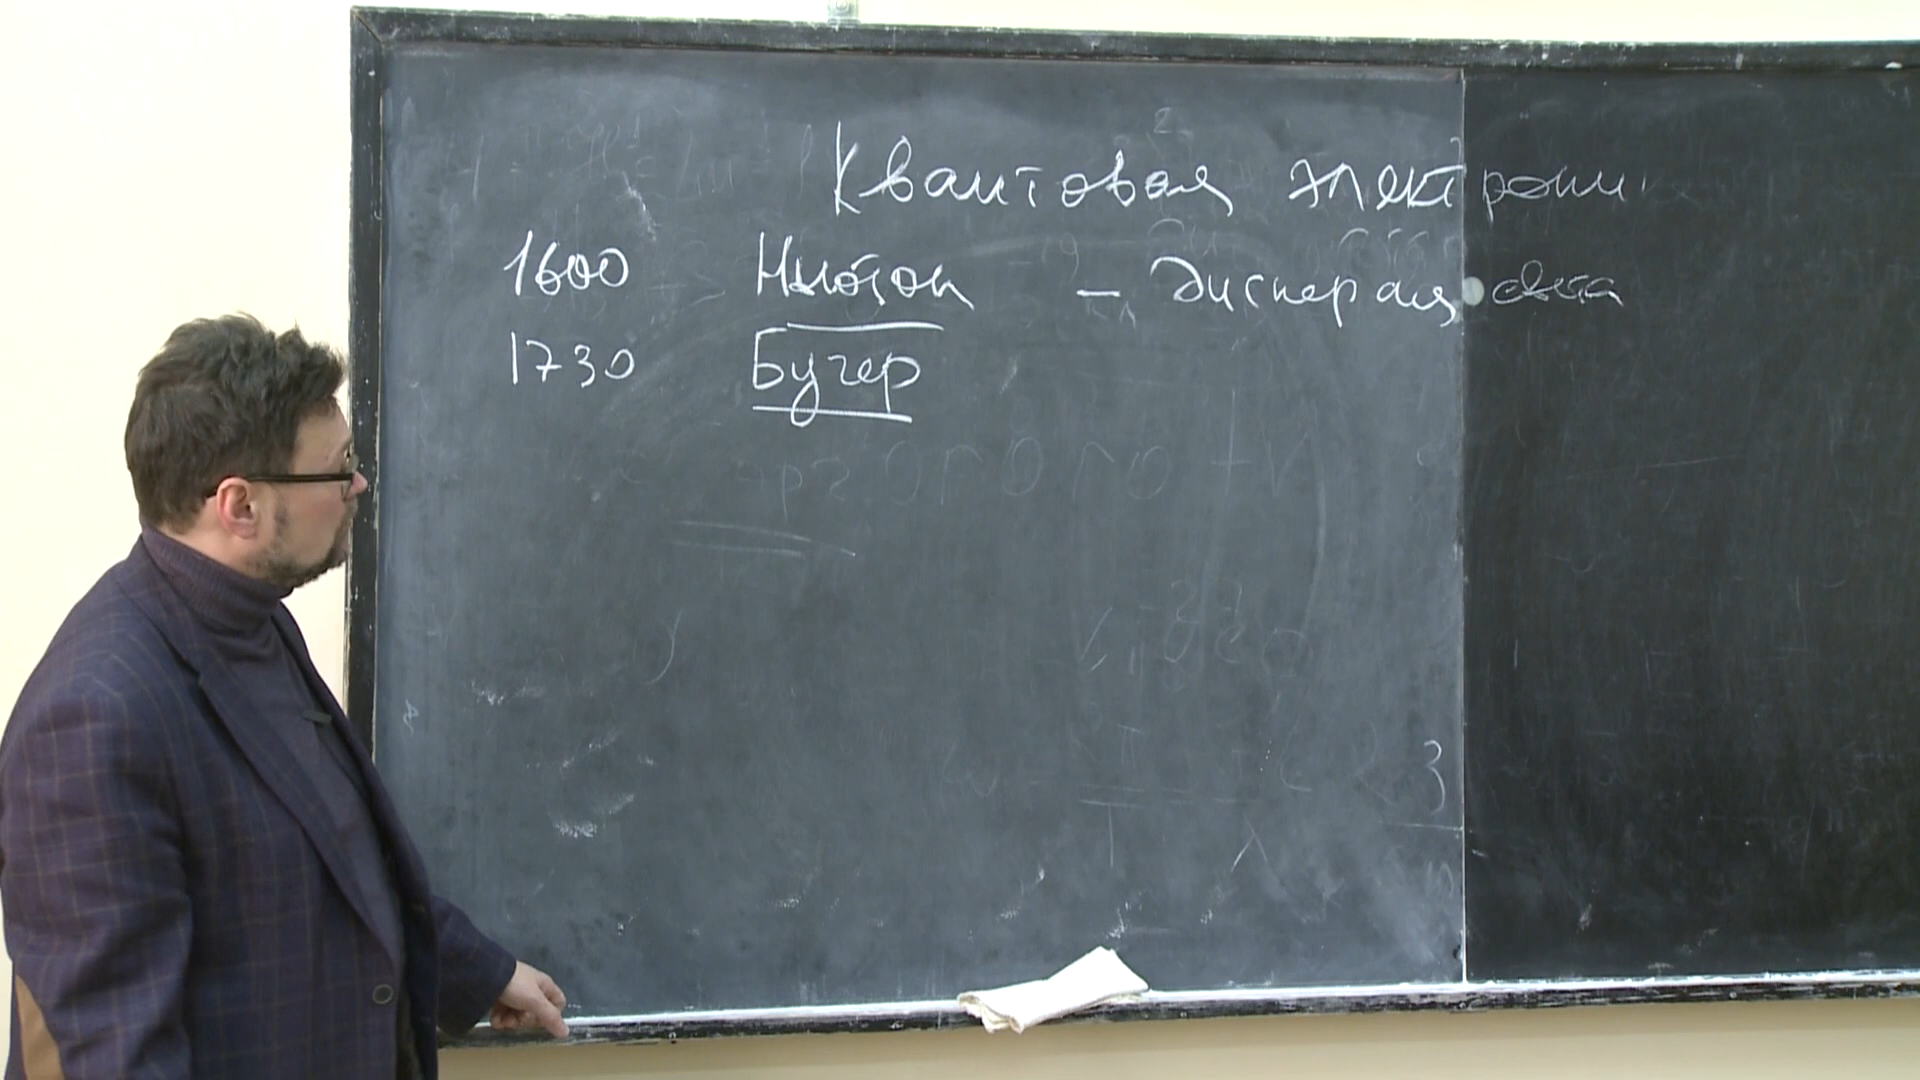 Квантовая электрони
1600 Ньютон - Дисперсия света
1730 Бугер